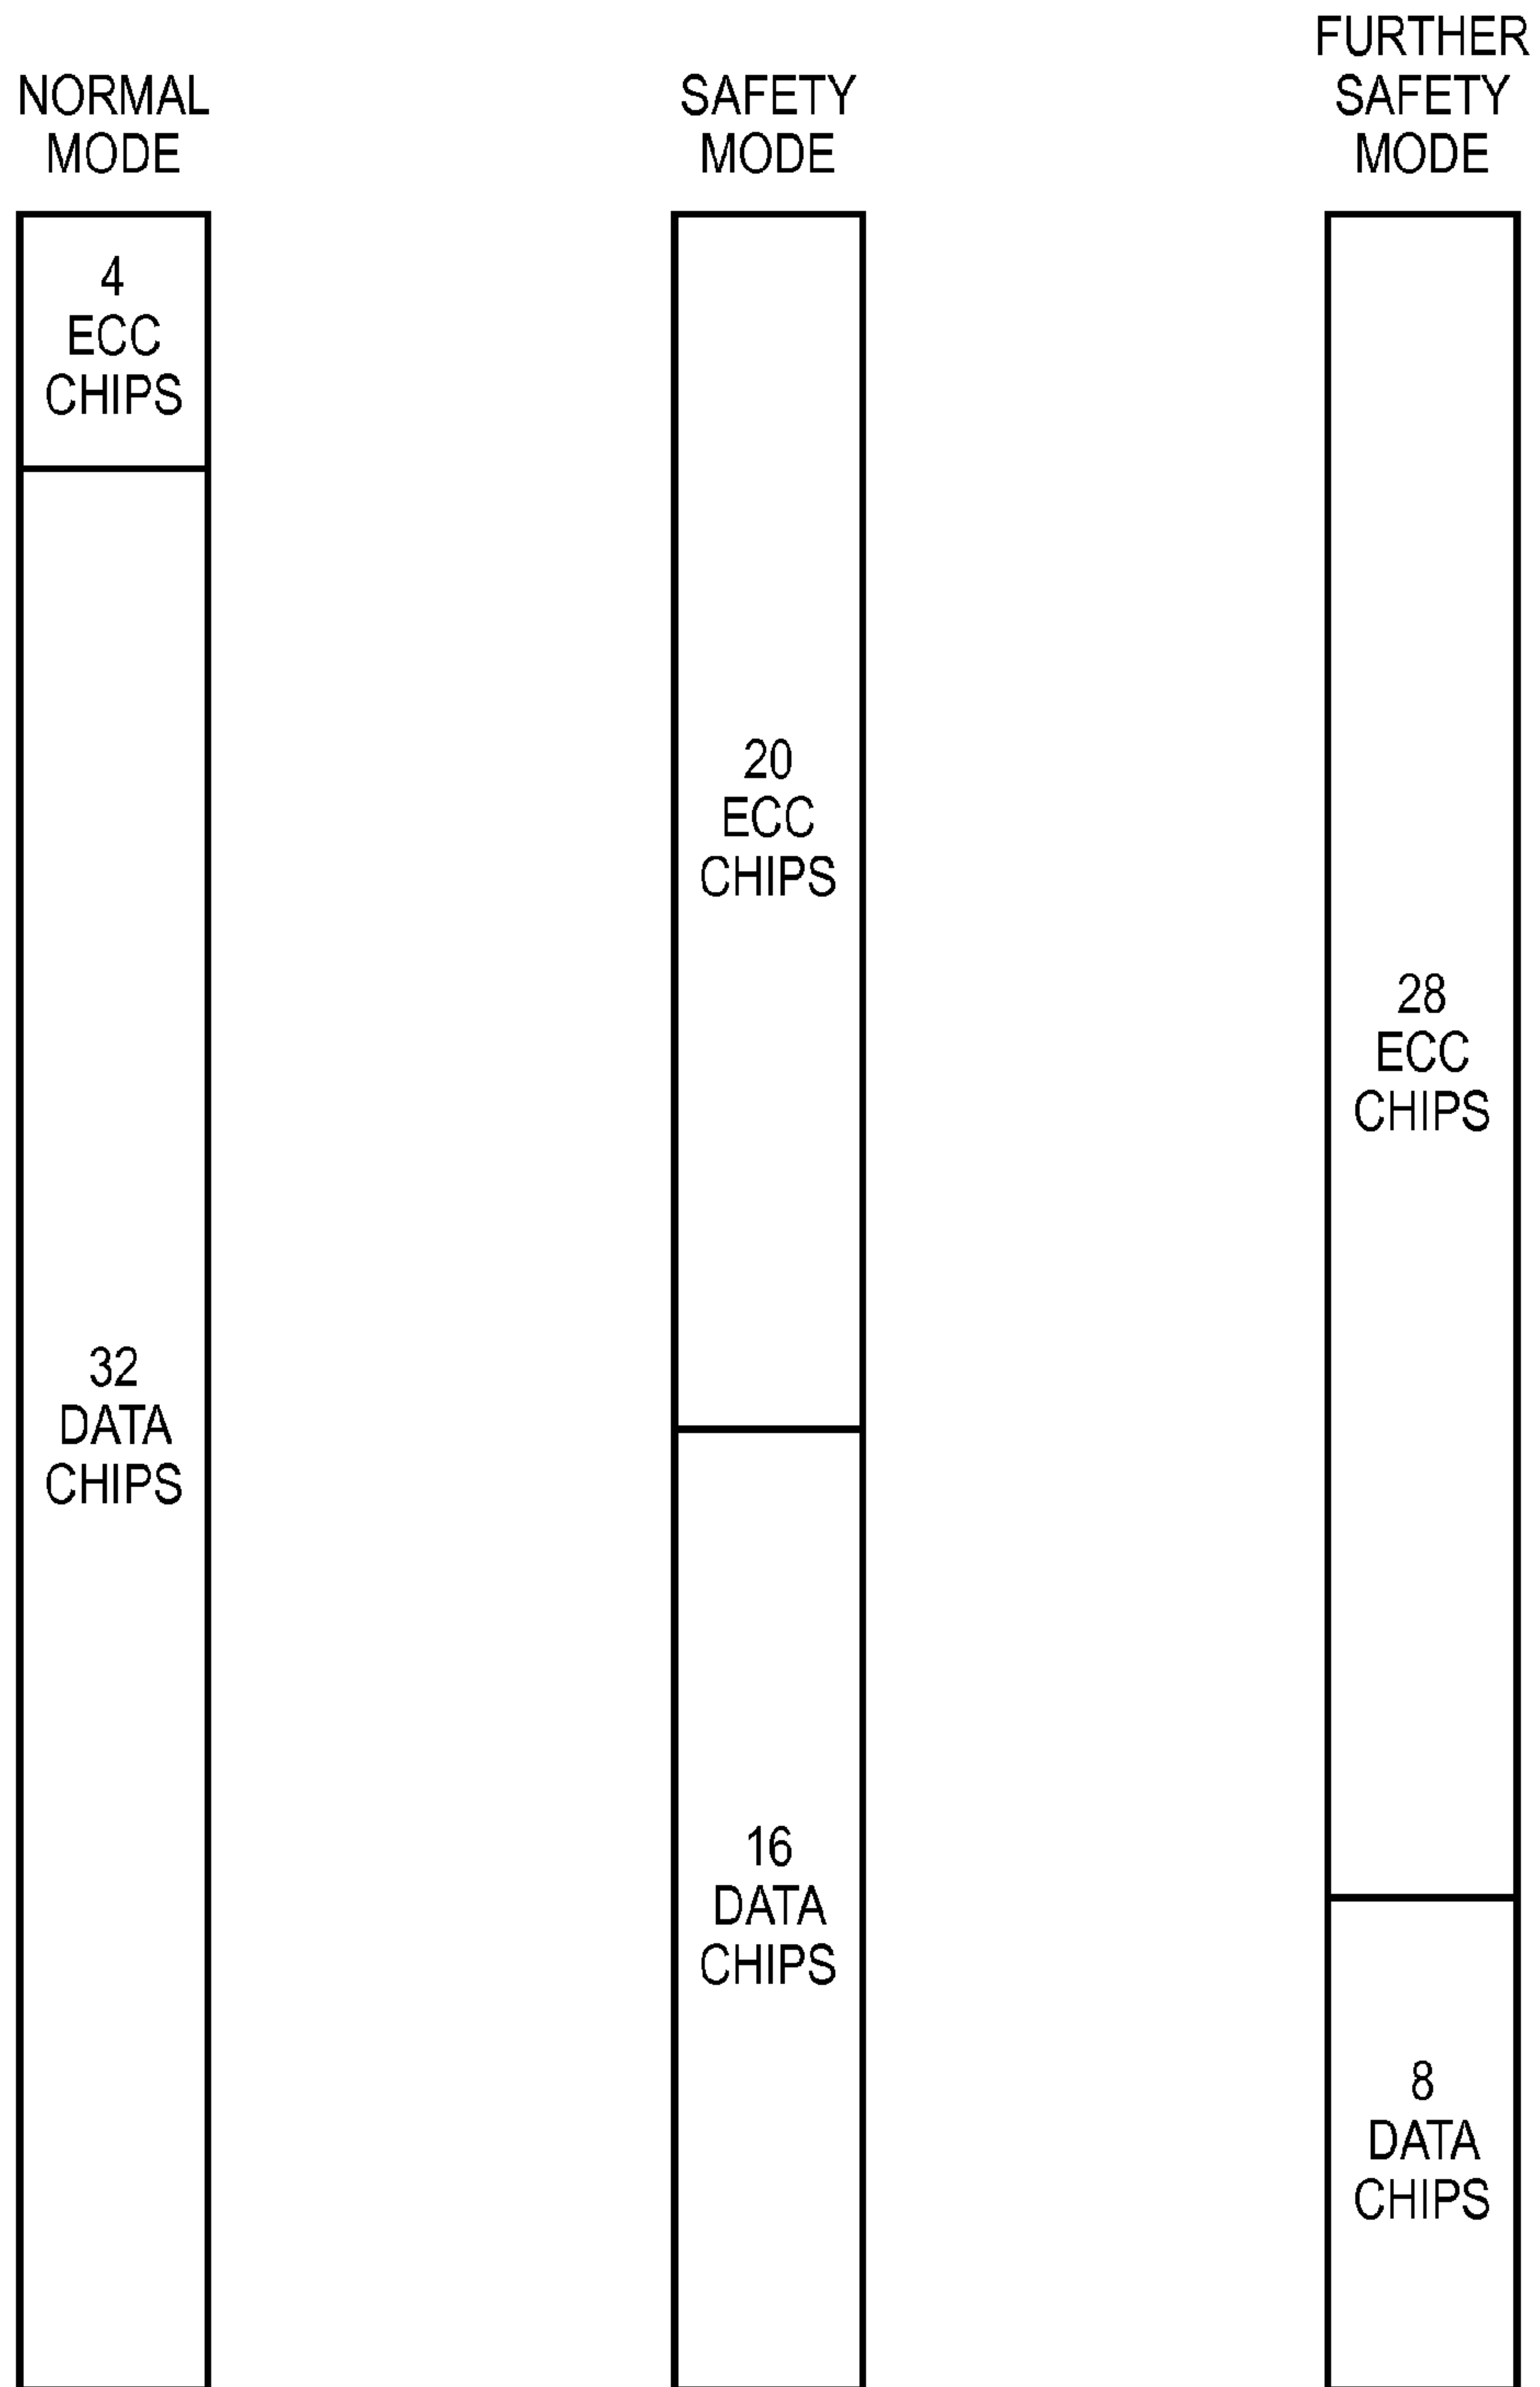 NORMAL
MODE
4
ECC
CHIPS
32
DATA
CHIPS
SAFETY
MODE
20
ECC
CHIPS
16
DATA
CHIPS
FURTHER
SAFETY
MODE
28
ECC
CHIPS
8
DATA
CHIPS